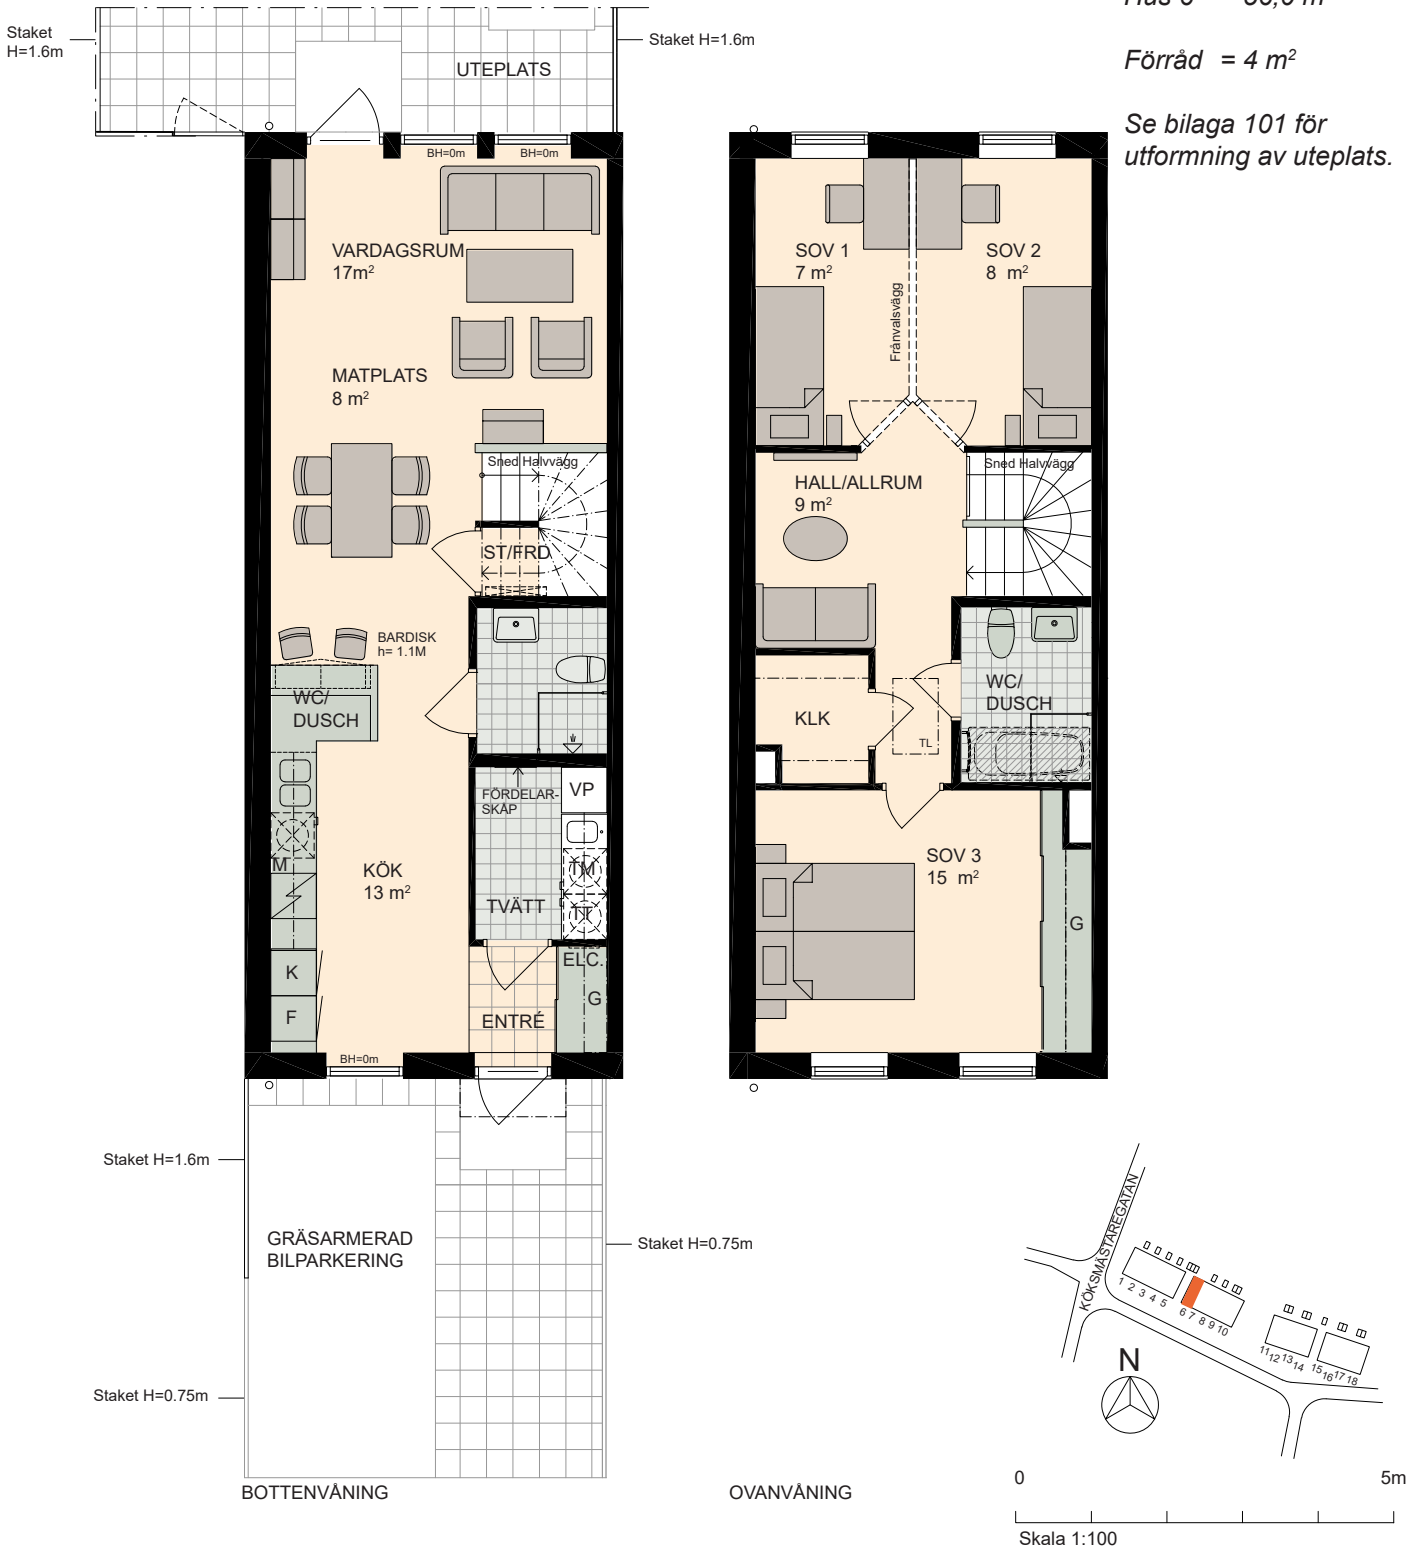 Staket
H=1.6m
Staket H=1.6m
UTEPLATS
Förråd = 4 m²
Se bilaga 101 för
utformning av uteplats.
BH=0m
BH=0m
VARDAGSRUM
17m²
MATPLATS
8 m²
Sned Halvvägg
ST/FRD
BARDISK
h= 1.1M
WC/
DUSCH
FÖRDELAR-
SKÅP
VP
M
KÖK
13 m²
TM
TVÄTT
TT
K
F
ELC.
G
ENTRÉ
BH=0m
SOV 1
7 m²
SOV 2
8 m²
Frånvalsvägg
HALL/ALLRUM
9 m²
Sned Halvvägg
WC/
DUSCH
KLK
TL
SOV 3
15 m²
G
Staket H=1.6m
GRÄSARMERAD
BILPARKERING
Staket H=0.75m
Staket H=0.75m
BOTTENVÅNING
OVANVÅNING
KÖKSMÄSTAREGATAN
1 2 3 4 5
6 7 8 9 10
11 12 13 14
15 16 17 18
N
0 5m
Skala 1:100